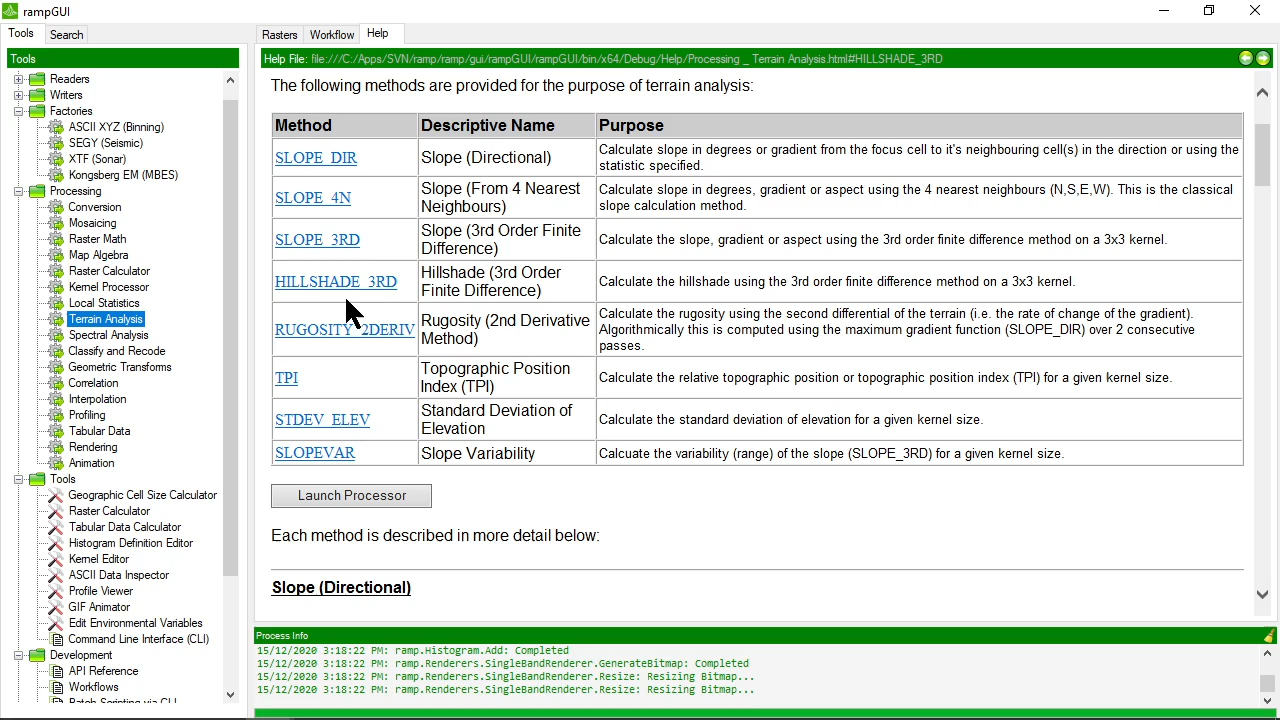 rampGUI
Tools
Search
Rasters
Workflow
Help
Tools
Help File: file:///C:/Apps/SVN/ramp/ramp/gui/rampGUI/rampGUI/bin/x64/Debug/Help/Processing _ Terrain Analysis.html#HILLSHADE_3RD
Readers
Writers
Factories
ASCII XYZ (Binning)
SEGY (Seismic)
XTF (Sonar)
Kongsberg EM (MBES)
Processing
Conversion
Mosaicing
Raster Math
Map Algebra
Raster Calculator
Kernel Processor
Local Statistics
Terrain Analysis
Spectral Analysis
Classify and Recode
Geometric Transforms
Correlation
Interpolation
Profiling
Tabular Data
Rendering
Animation
Tools
Geographic Cell Size Calculator
Raster Calculator
Tabular Data Calculator
Histogram Definition Editor
Kernel Editor
ASCII Data Inspector
Profile Viewer
GIF Animator
Edit Environmental Variables
Command Line Interface (CLI)
Development
API Reference
Workflows
Batch Scripting via CLI
The following methods are provided for the purpose of terrain analysis:
Method Descriptive Name Purpose
SLOPE_DIR Slope (Directional) Calculate slope in degrees or gradient from the focus cell to it's neighbouring cell(s) in the direction or using the
statistic specified.
SLOPE_4N Slope (From 4 Nearest Neighbours) Calculate slope in degrees, gradient or aspect using the 4 nearest neighbours (N,S,E,W). This is the classical
slope calculation method.
SLOPE_3RD Slope (3rd Order Finite Difference) Calculate the slope, gradient or aspect using the 3rd order finite difference method on a 3x3 kernel.
HILLSHADE_3RD Hillshade (3rd Order Finite Difference) Calculate the hillshade using the 3rd order finite difference method on a 3x3 kernel.
RUGOSITY_2DERIV Rugosity (2nd Derivative Method) Calculate the rugosity using the second differential of the terrain (i.e. the rate of change of the gradient).
Algorithmically this is computed using the maximum gradient function (SLOPE_DIR) over 2 consecutive
passes.
TPI Topographic Position Index (TPI) Calculate the relative topographic position or topographic position index (TPI) for a given kernel size.
STDEV_ELEV Standard Deviation of Elevation Calculate the standard deviation of elevation for a given kernel size.
SLOPEVAR Slope Variability Calcuate the variability (range) of the slope (SLOPE_3RD) for a given kernel size.
Launch Processor
Each method is described in more detail below:
Slope (Directional)
Process Info
15/12/2020 3:18:22 PM: ramp.Histogram.Add: Completed
15/12/2020 3:18:22 PM: ramp.Renderers.SingleBandRenderer.GenerateBitmap: Completed
15/12/2020 3:18:22 PM: ramp.Renderers.SingleBandRenderer.Resize: Resizing Bitmap...
15/12/2020 3:18:22 PM: ramp.Renderers.SingleBandRenderer.Resize: Resizing Bitmap...